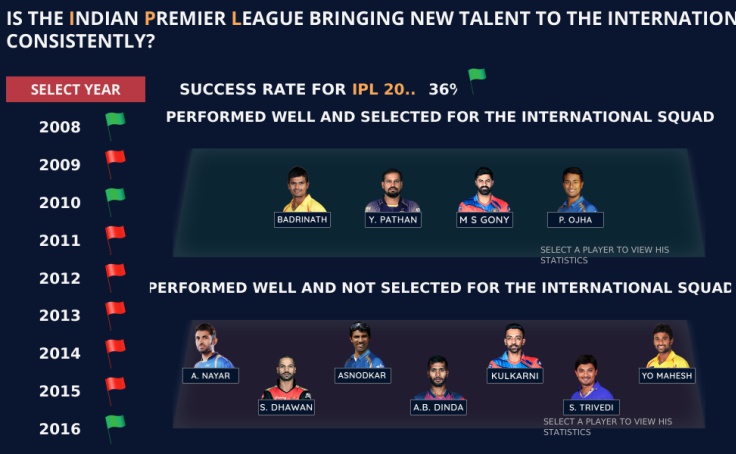 IS THE INDIAN PREMIER LEAGUE BRINGING NEW TALENT TO THE INTERNATION
CONSISTENTLY?
SELECT YEAR
SUCCESS RATE FOR IPL 20.. 36%
PERFORMED WELL AND SELECTED FOR THE INTERNATIONAL SQUAD
2008
2009
2010
2011
2012
2013
2014
2015
2016
BADRINATH
Y. PATHAN
M S GONY
P. OJHA
SELECT A PLAYER TO VIEW HIS
STATISTICS
PERFORMED WELL AND NOT SELECTED FOR THE INTERNATIONAL SQUAD
A. NAYAR
S. DHAWAN
ASNODKAR
A.B. DINDA
KULKARNI
S. TRIVEDI
YO MAHESH
SELECT A PLAYER TO VIEW HIS
STATISTICS